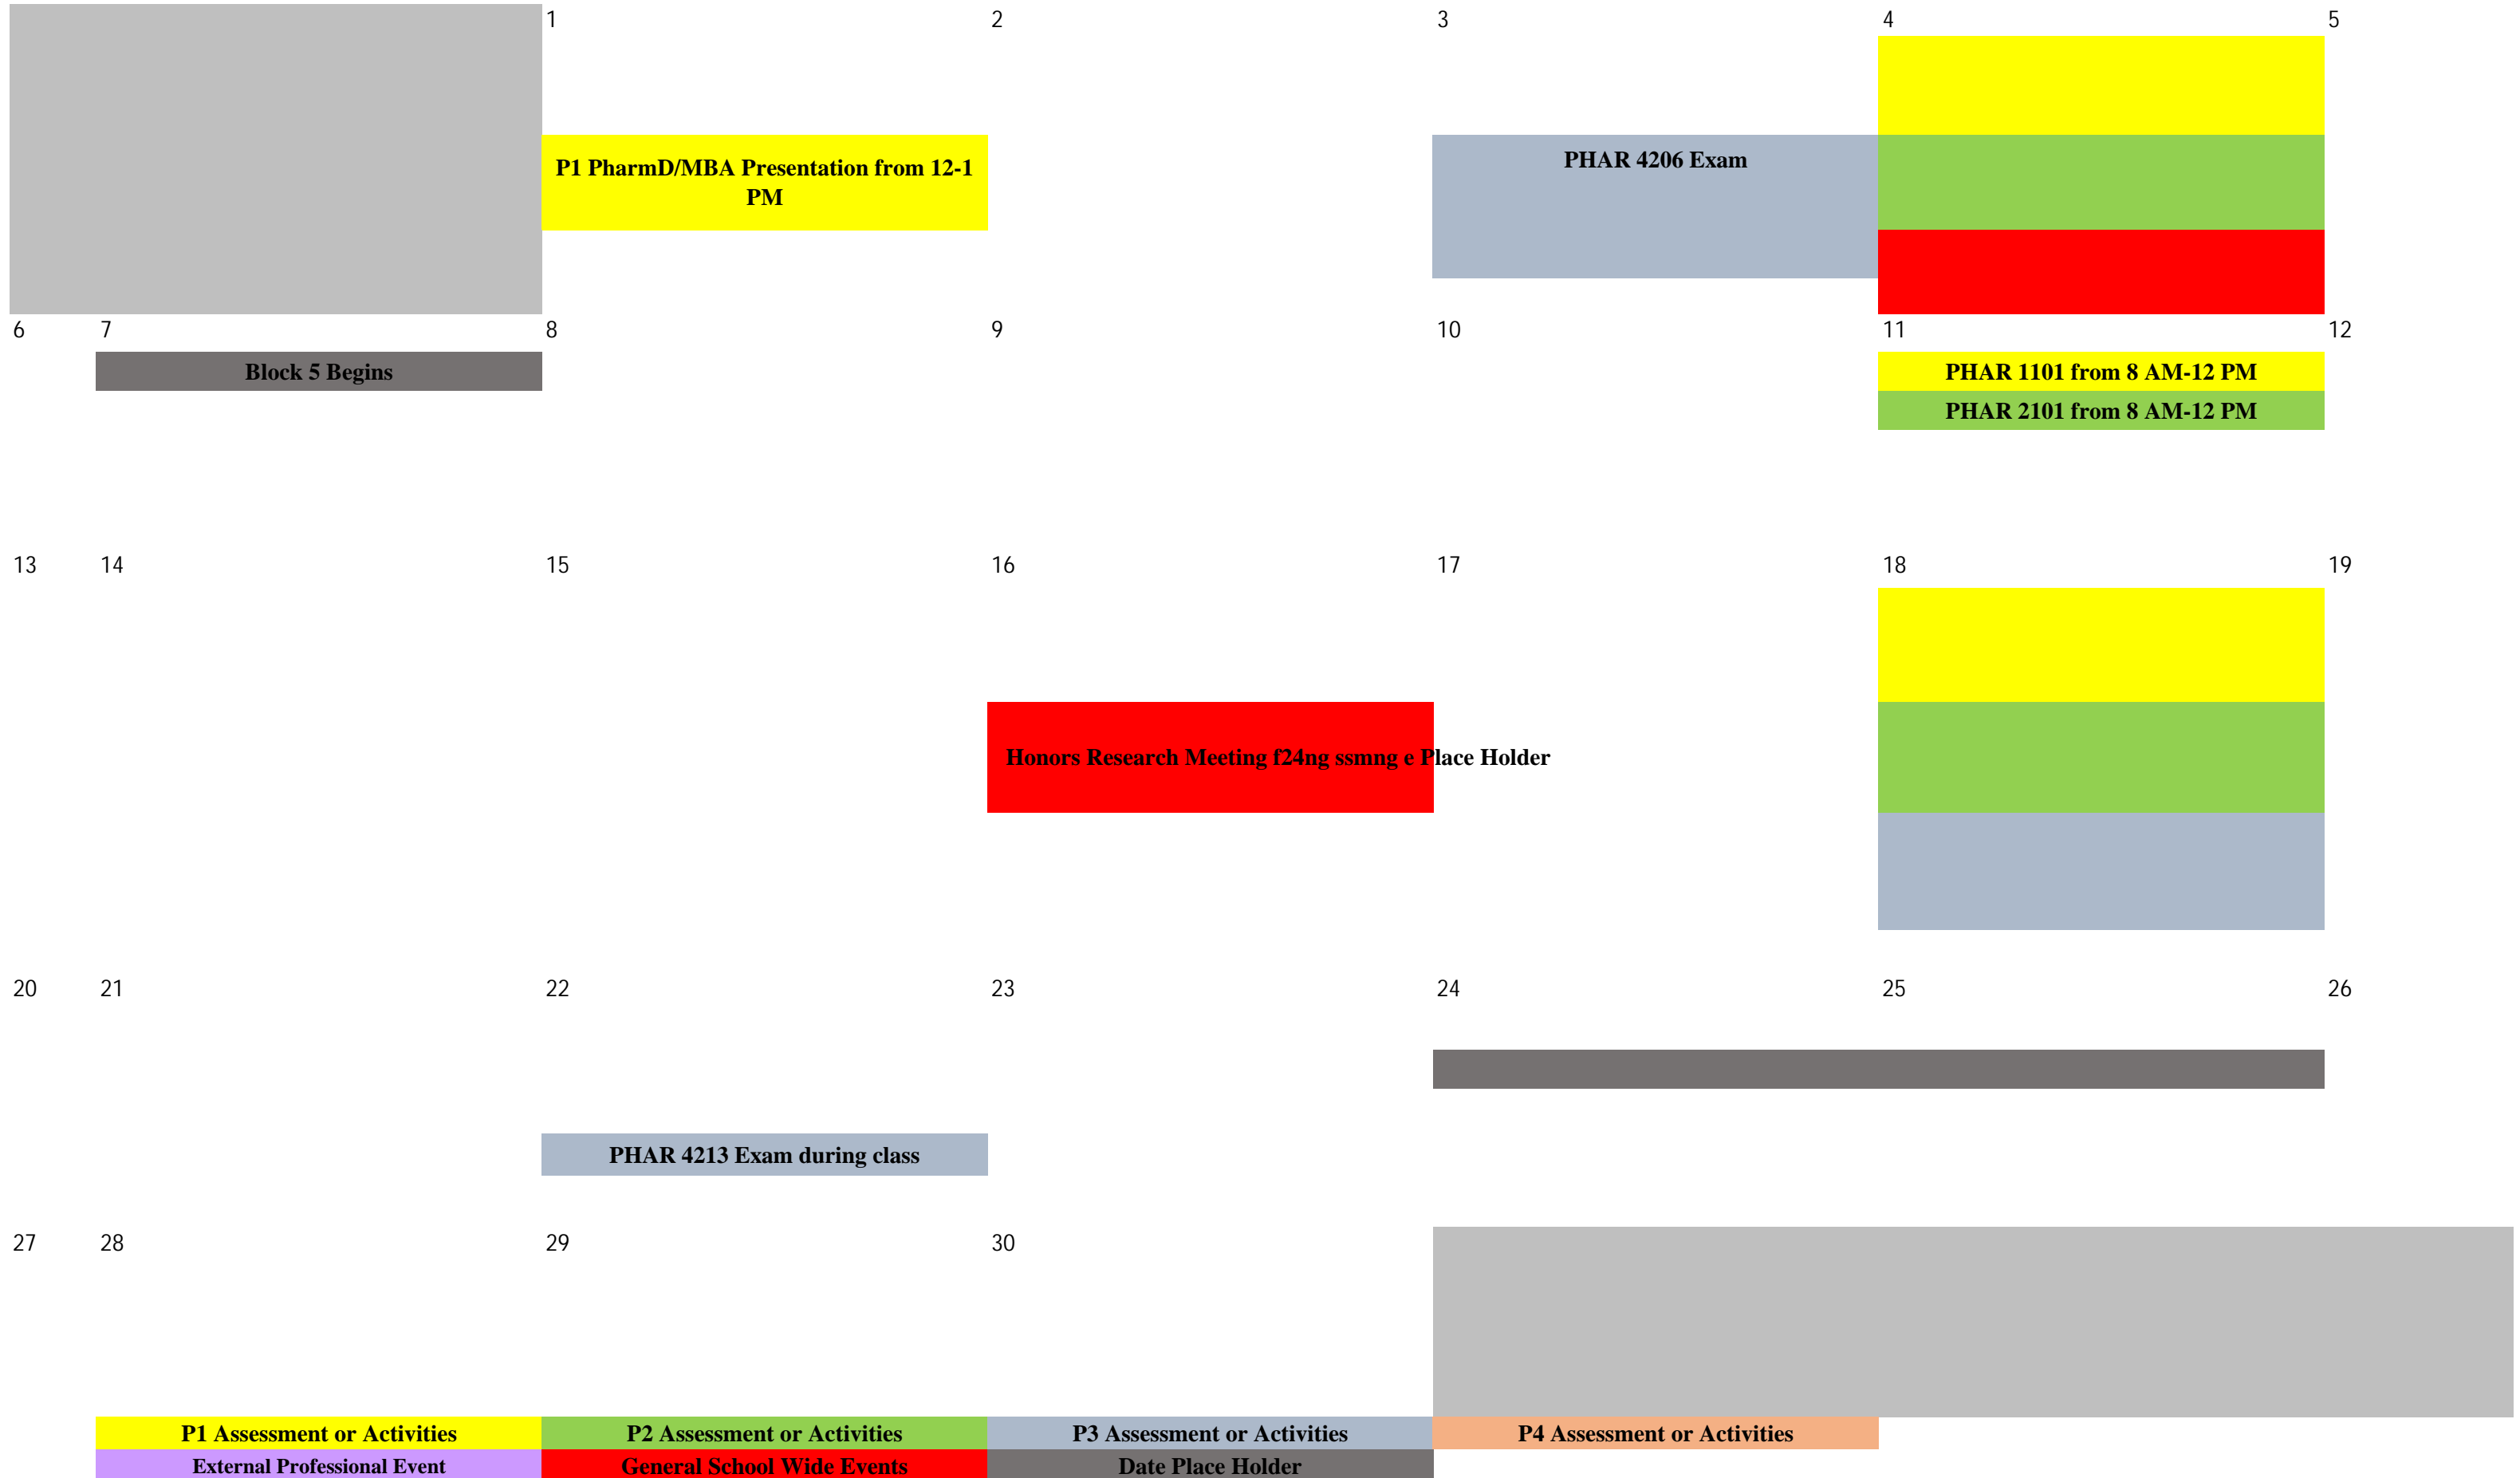 1 2 3 4 5
P1 PharmD/MBA Presentation from 12-1
PM
PHAR 4206 Exam
6 7 8 9 10 11 12
Block 5 Begins
PHAR 1101 from 8 AM-12 PM
PHAR 2101 from 8 AM-12 PM
13 14 15 16 17 18 19
Honors Research Meeting f24ng ssmng e Place Holder
20 21 22 23 24 25 26
PHAR 4213 Exam during class
27 28 29 30
P1 Assessment or Activities P2 Assessment or Activities P3 Assessment or Activities P4 Assessment or Activities
External Professional Event General School Wide Events Date Place Holder